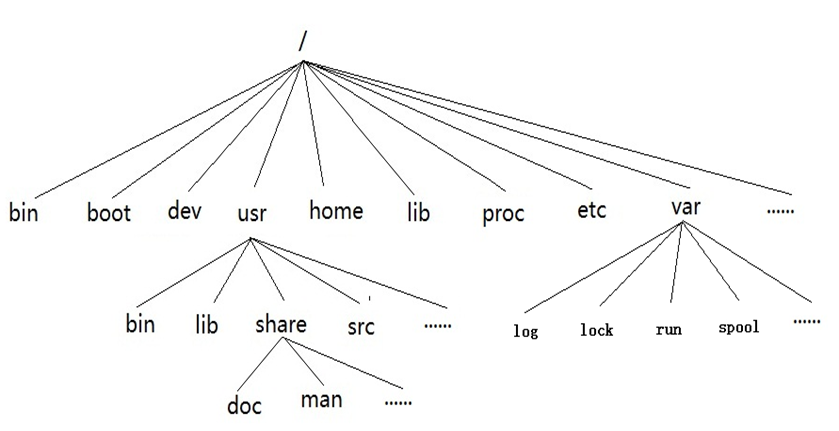 /
bin boot dev usr home lib proc etc var ......
bin lib share src ...... log lock run spool ......
doc man ......